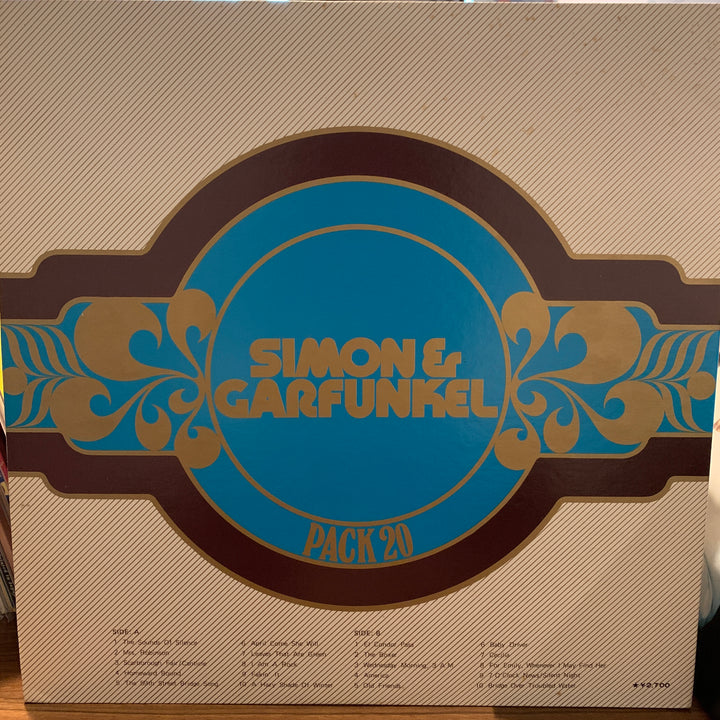 SIMON &
GARFUNKEL
PACK 20
SIDE: A
1 The Sounds Of Silence
2 Mrs. Robinson
3 Scarborough Fair/Canticle
4 Homeward Bound
5 The 59th Street Bridge Song
6 April Come She Will
7 Leaves That Are Green
8 I Am A Rock
9 Fakin' It
10 A Hazy Shade Of Winter
SIDE: B
1 El Condor Pasa
2 The Boxer
3 Wednesday Morning, 3 A.M.
4 America
5 Old Friends
6 Baby Driver
7 Cecilia
8 For Emily, Whenever I May Find Her
9 7 O'Clock News/Silent Night
10 Bridge Over Troubled Water
★¥2,700